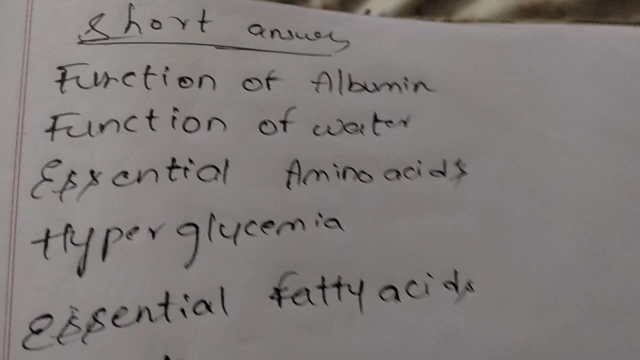 Short answer
Function of Albumin
Function of water
Essential Amino acids
Hyperglycemia
Essential fatty acids